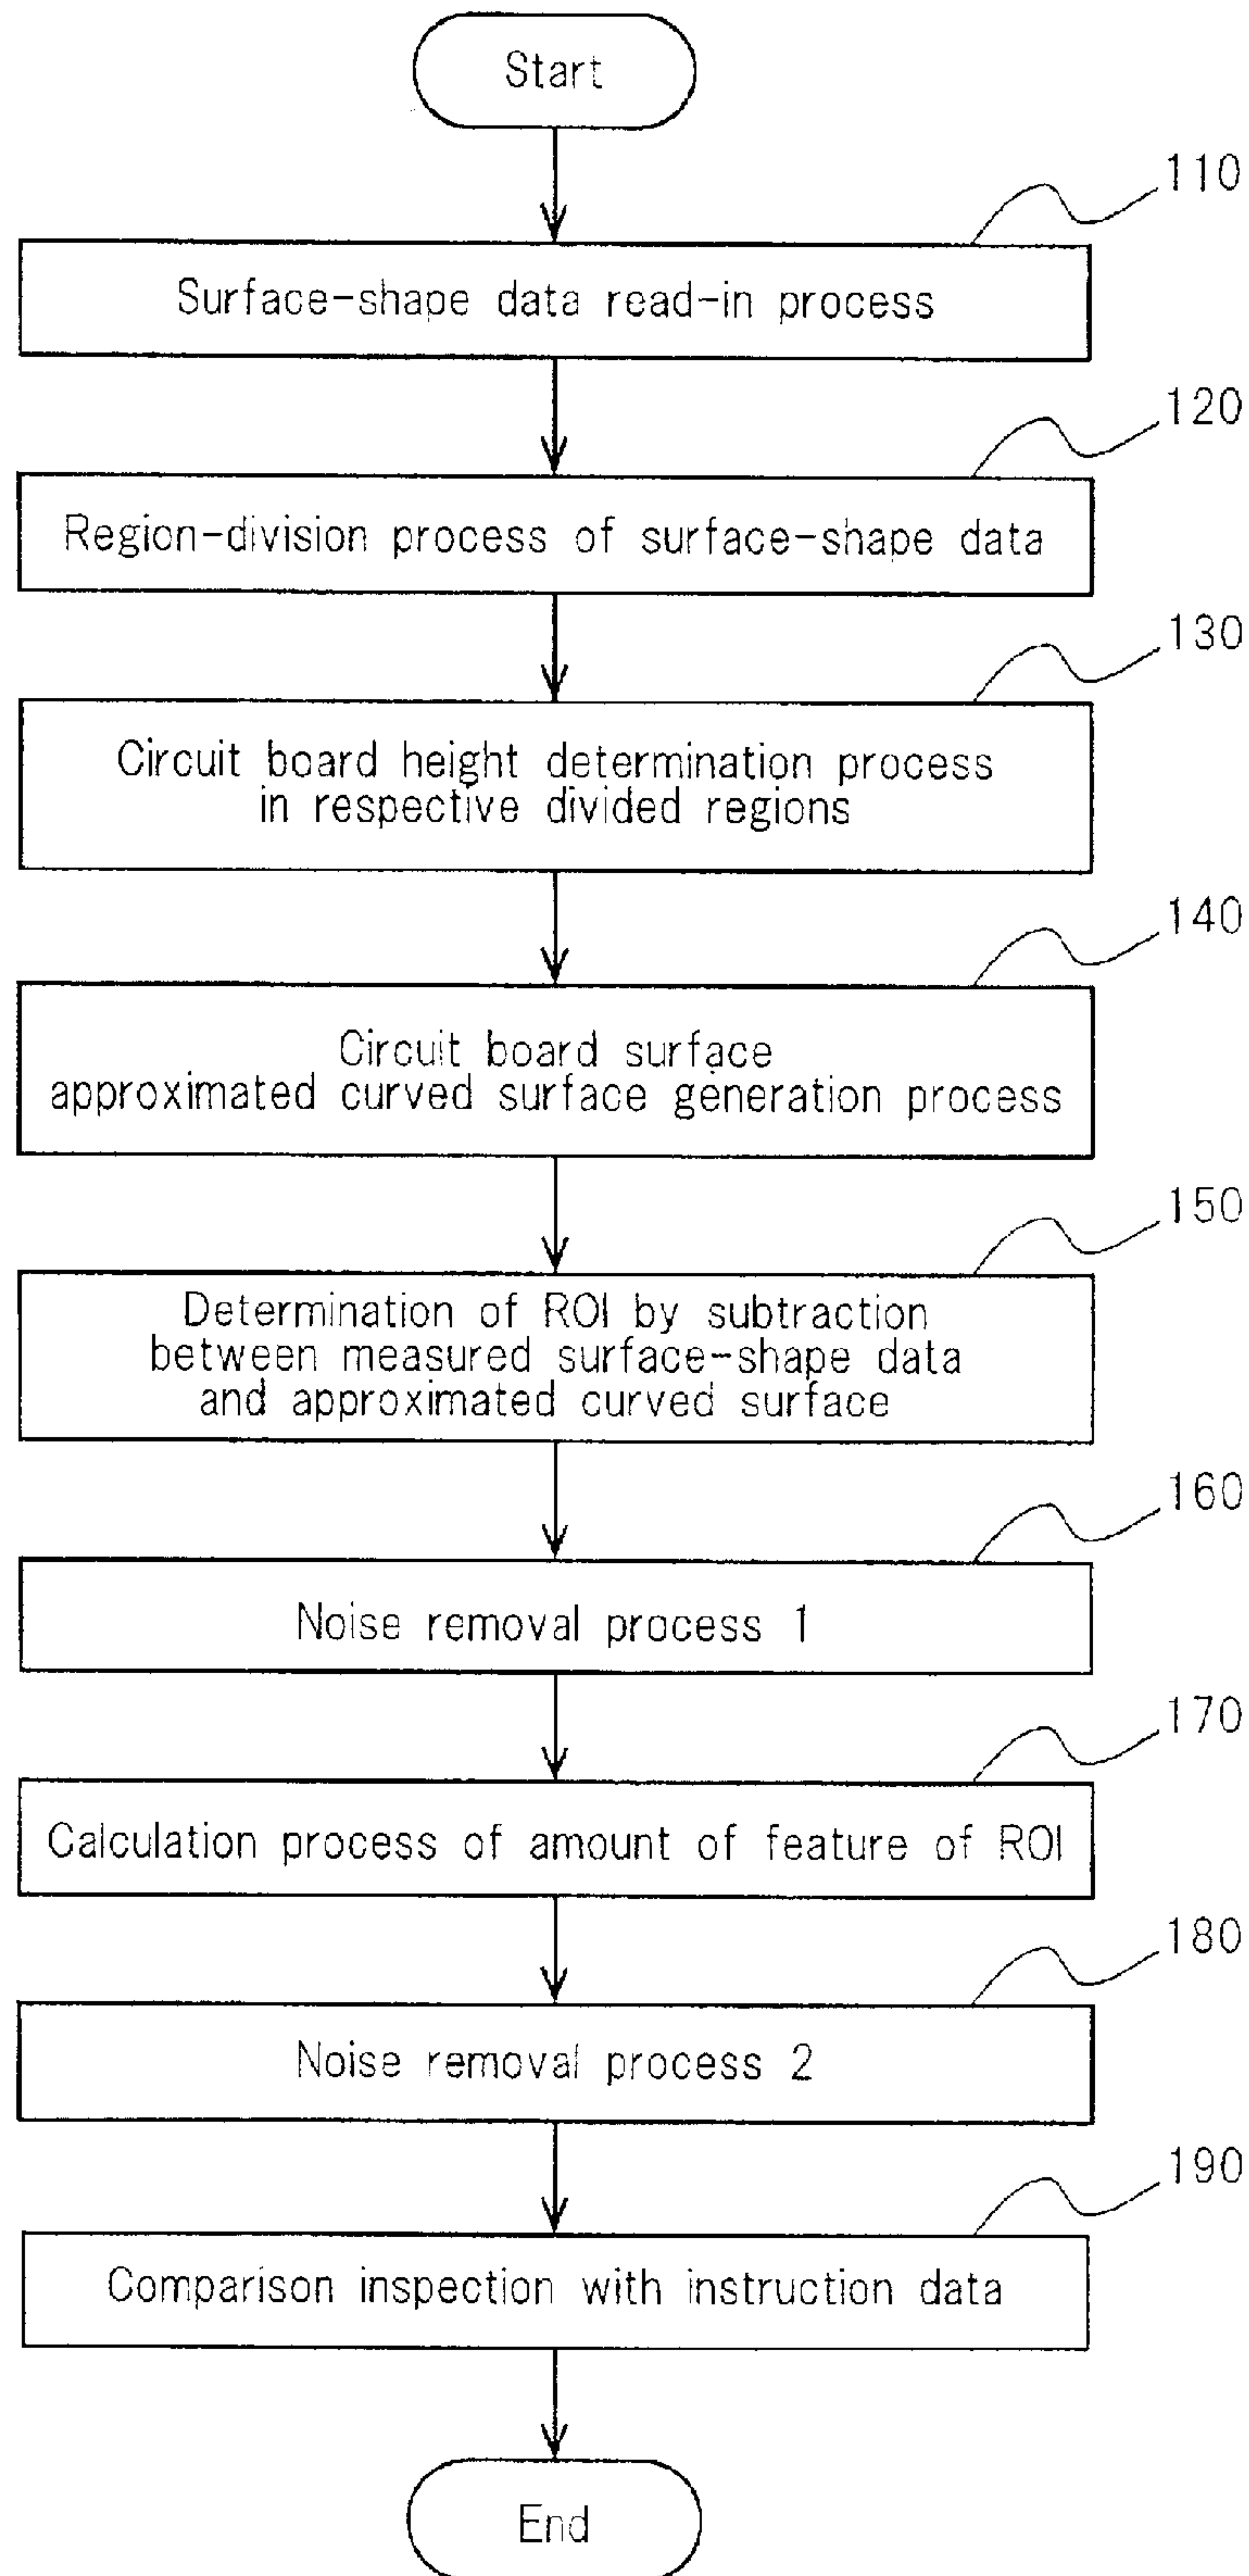 Start
110
Surface-shape data read-in process
120
Region-division process of surface-shape data
130
Circuit board height determination process
in respective divided regions
140
Circuit board surface
approximated curved surface generation process
150
Determination of ROI by subtraction
between measured surface-shape data
and approximated curved surface
160
Noise removal process 1
170
Calculation process of amount of feature of ROI
180
Noise removal process 2
190
Comparison inspection with instruction data
End